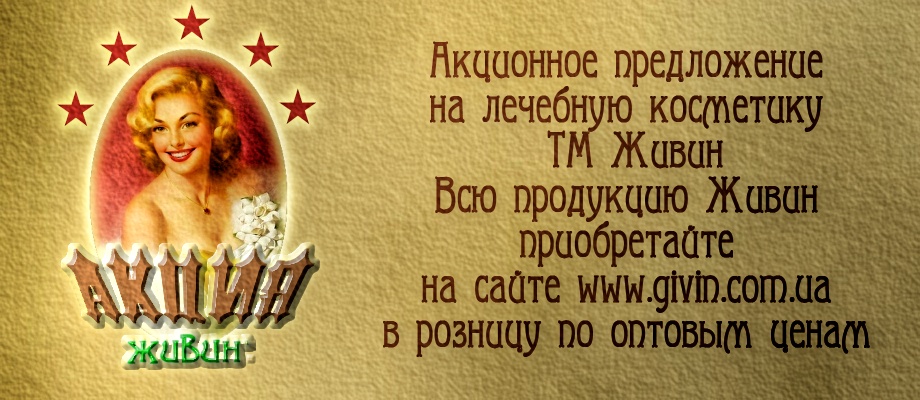 АКЦИЯ
живин
Акционное предложение
на лечебную косметику
ТМ Живин
Всю продукцию Живин
приобретайте
на сайте www.givin.com.ua
в розницу по оптовым ценам